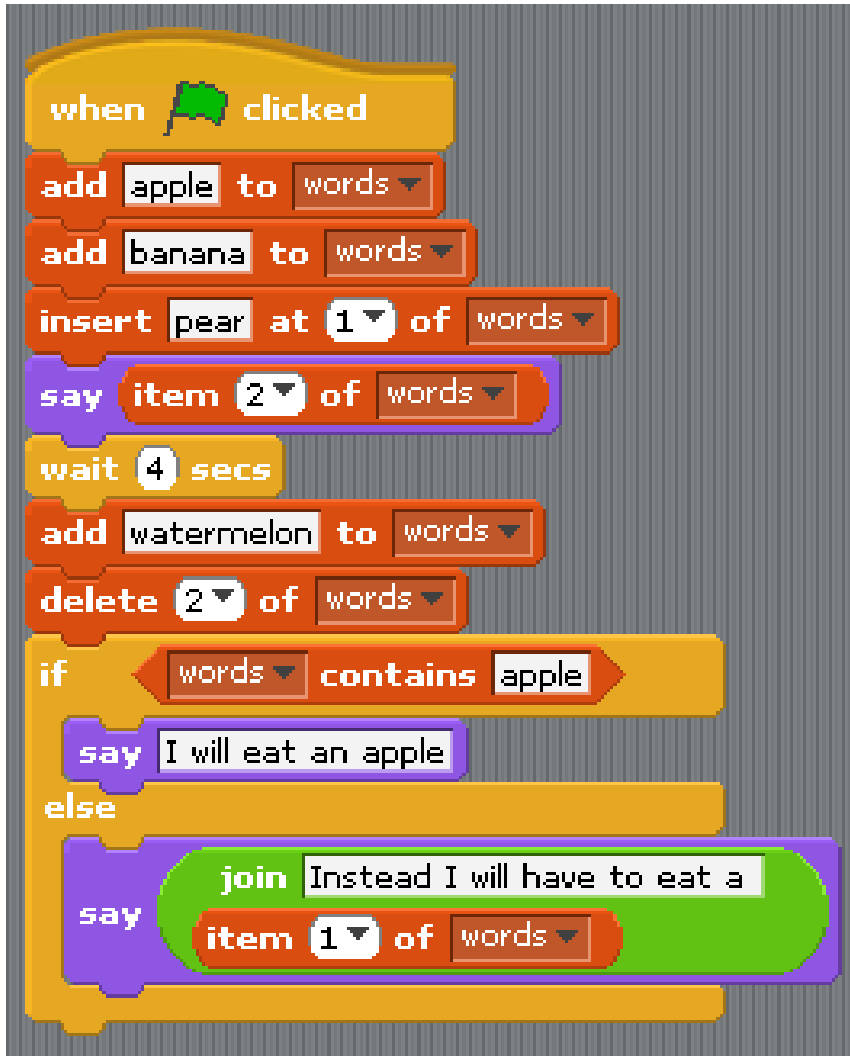 when clicked
add apple to words
add banana to words
insert pear at 1 of words
say item 2 of words
wait 4 secs
add watermelon to words
delete 2 of words
if words contains apple
say I will eat an apple
else
join Instead I will have to eat a
say
item 1 of words